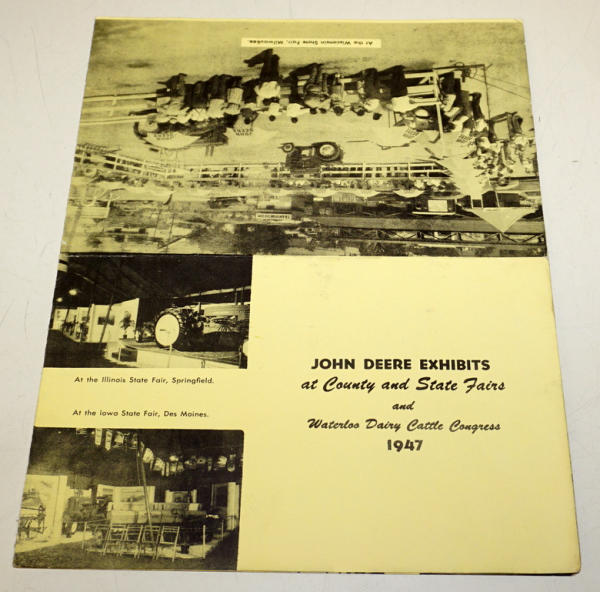 At the Wisconsin State Fair, Milwaukee.
At the Illinois State Fair, Springfield.
At the Iowa State Fair, Des Moines.
JOHN DEERE EXHIBITS
at County and State Fairs
and
Waterloo Dairy Cattle Congress
1947